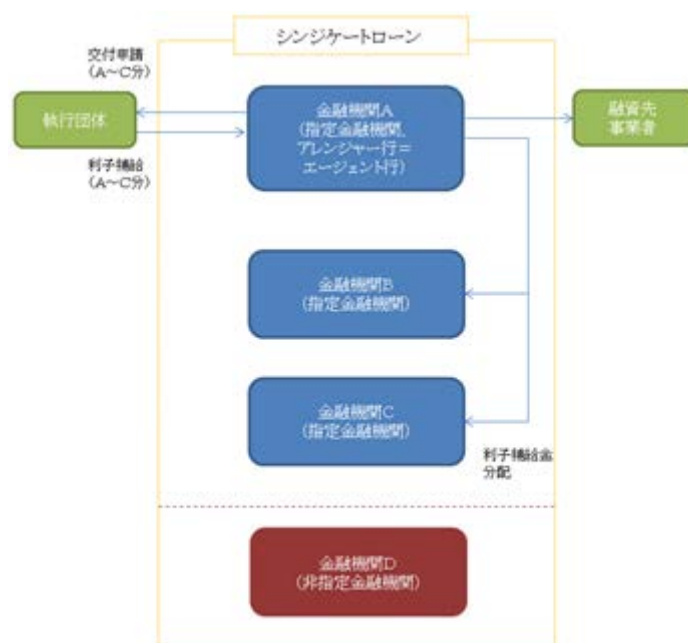 シンジケートローン
交付申請
(A～C分)
執行団体
利子補給
(A～C分)
金融機関A
(指定金融機関、
アレンジャー行＝
エージェント行)
融資先
事業者
金融機関B
(指定金融機関)
金融機関C
(指定金融機関)
利子補給金
分配
金融機関D
(非指定金融機関)